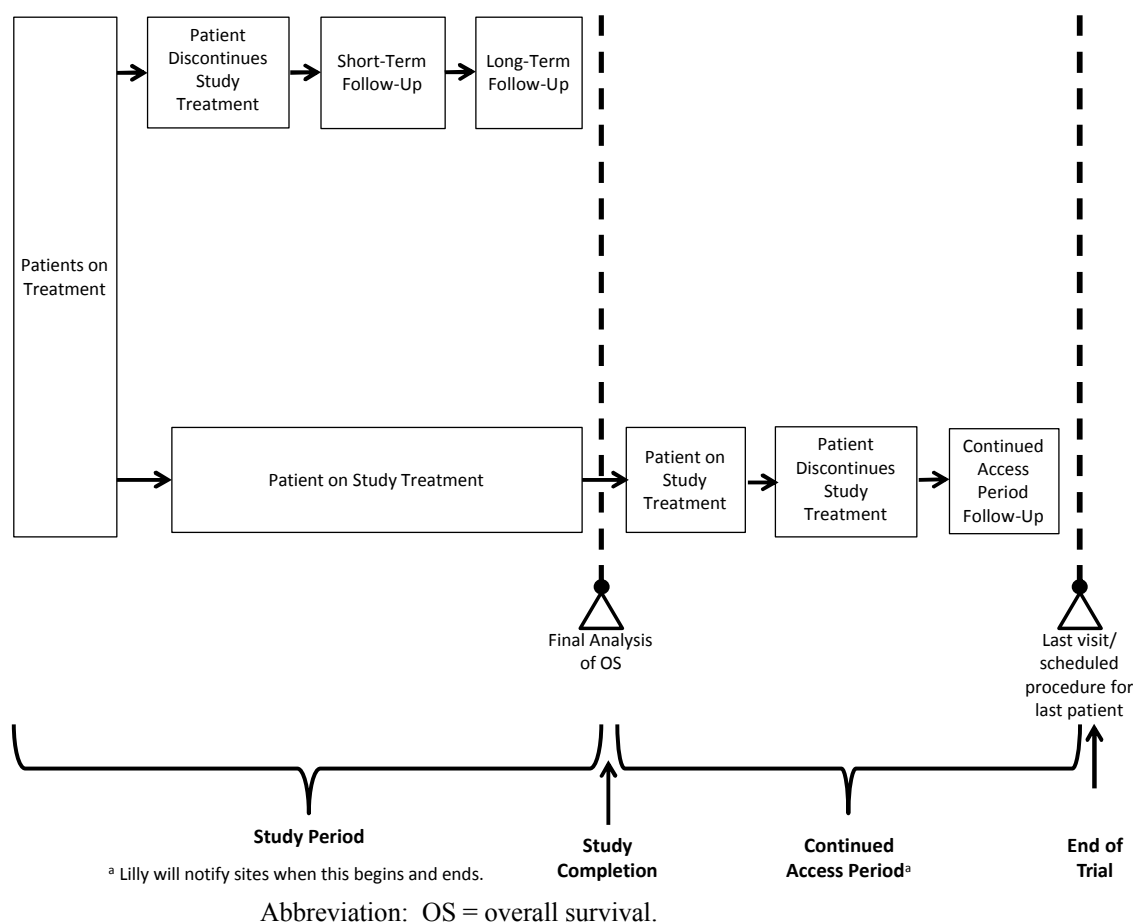 Patients on
Treatment
Patient
Discontinues
Study
Treatment
Short-Term
Follow-Up
Long-Term
Follow-Up
Patient on Study Treatment
Patient on
Study
Treatment
Patient
Discontinues
Study
Treatment
Continued
Access
Period
Follow-Up
Final Analysis
of OS
Last visit/
scheduled
procedure for
last patient
Study Period
Study
Completion
Continued
Access Periodᵃ
End of
Trial
ᵃ Lilly will notify sites when this begins and ends.
Abbreviation: OS = overall survival.